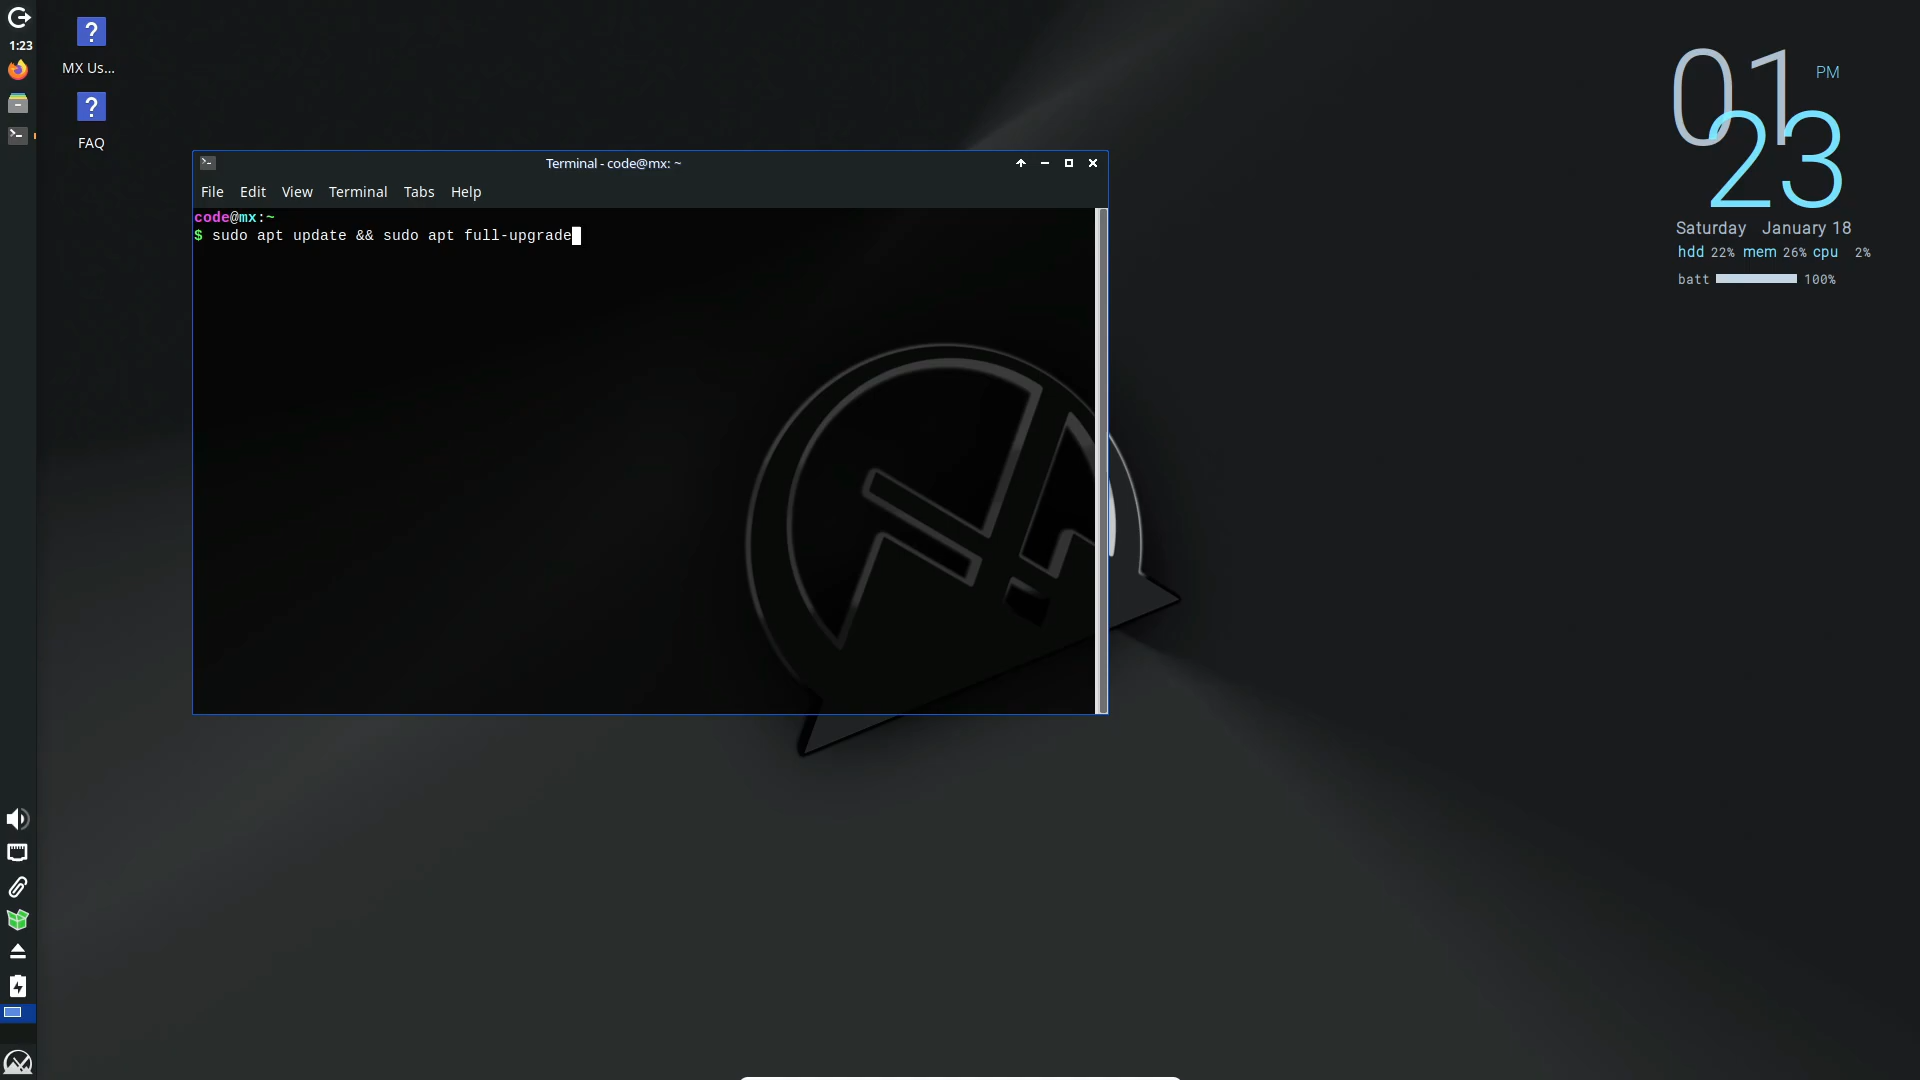 1:23
MX Us...
FAQ
Terminal - code@mx: ~
File Edit View Terminal Tabs Help
code@mx:~
$ sudo apt update && sudo apt full-upgrade
01 PM
23
Saturday January 18
hdd 22% mem 26% cpu 2%
batt 100%